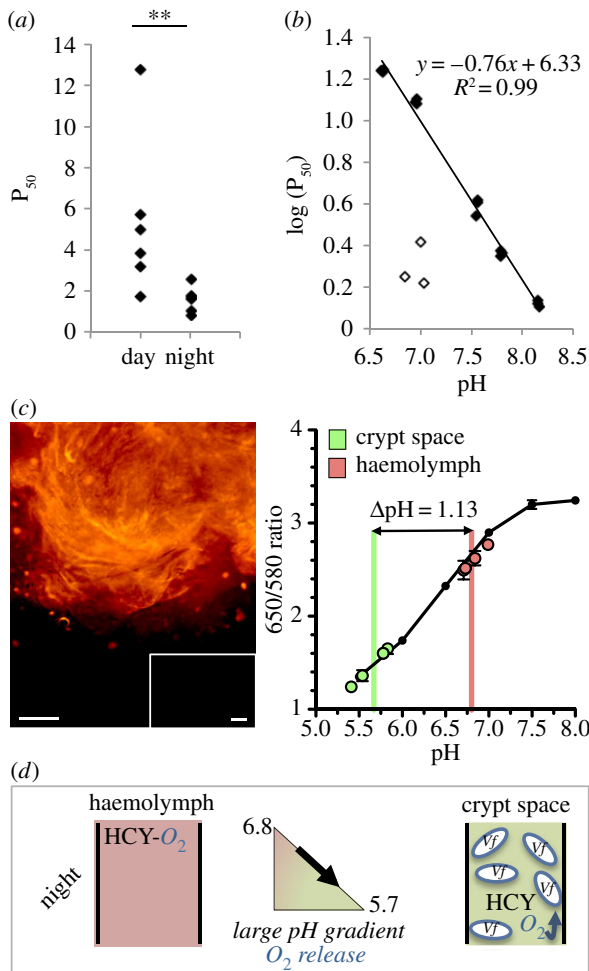 (a)
**
14
12
10
8
6
4
2
0
P50
day night
(b)
y = −0.76x + 6.33
R² = 0.99
1.4
1.2
1.0
0.8
0.6
0.4
0.2
0
log (P50)
6.5 7.0 7.5 8.0 8.5
pH
(c)
crypt space
haemolymph
ΔpH = 1.13
4
3
2
1
650/580 ratio
5.0 5.5 6.0 6.5 7.0 7.5 8.0
pH
(d)
haemolymph
HCY-O2
night
6.8
5.7
large pH gradient
O2 release
crypt space
Vf
Vf
Vf
Vf
HCY
Vf
O2